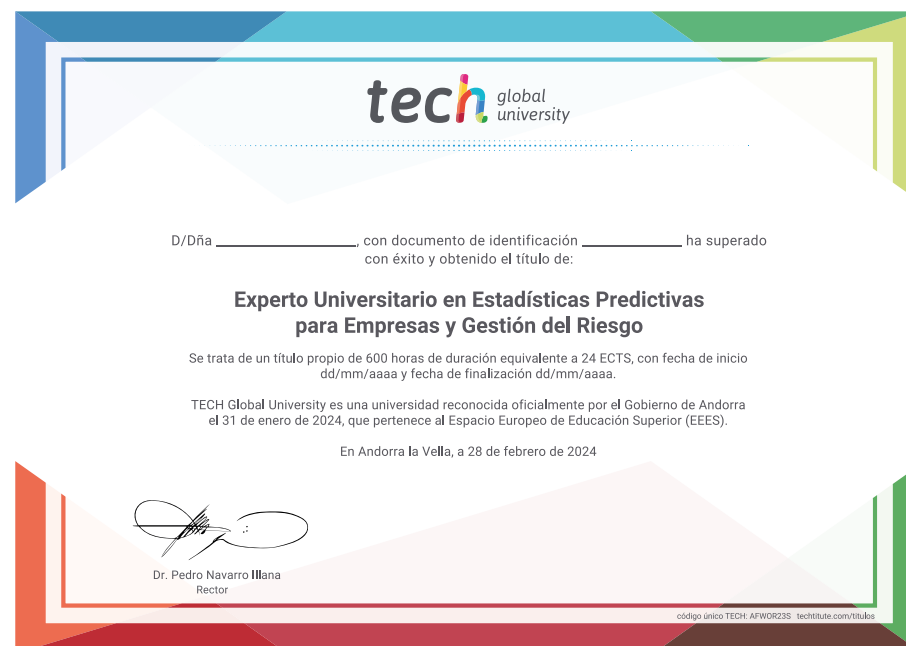 tech global university
D/Dña ______________, con documento de identificación __________ ha superado
con éxito y obtenido el título de:
Experto Universitario en Estadísticas Predictivas
para Empresas y Gestión del Riesgo
Se trata de un título propio de 600 horas de duración equivalente a 24 ECTS, con fecha de inicio
dd/mm/aaaa y fecha de finalización dd/mm/aaaa.
TECH Global University es una universidad reconocida oficialmente por el Gobierno de Andorra
el 31 de enero de 2024, que pertenece al Espacio Europeo de Educación Superior (EEES).
En Andorra la Vella, a 28 de febrero de 2024
Dr. Pedro Navarro Illana
Rector
código único TECH: AFWOR23S techtitute.com/titulos